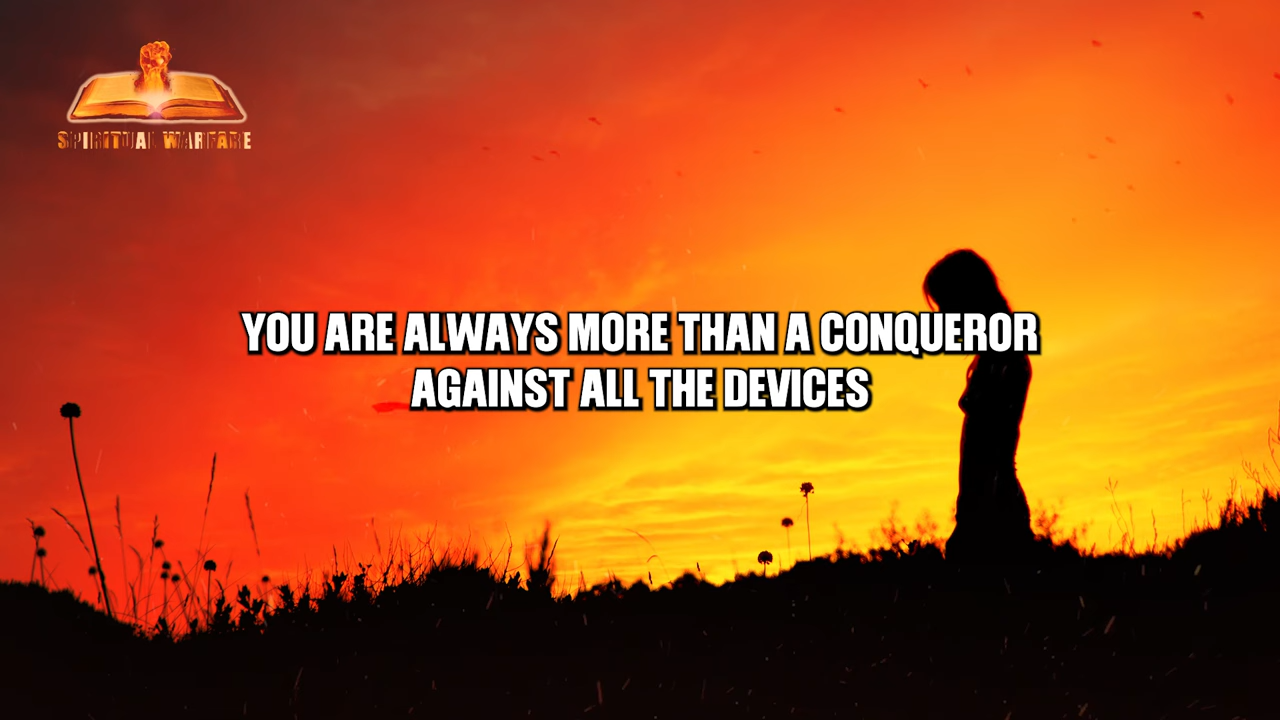 SPIRITUAL WARFARE
YOU ARE ALWAYS MORE THAN A CONQUEROR
AGAINST ALL THE DEVICES